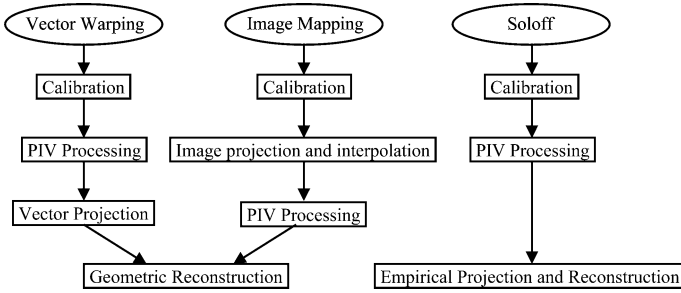 Vector Warping
Image Mapping
Soloff
Calibration
Calibration
Calibration
PIV Processing
Image projection and interpolation
PIV Processing
Vector Projection
PIV Processing
Geometric Reconstruction
Empirical Projection and Reconstruction